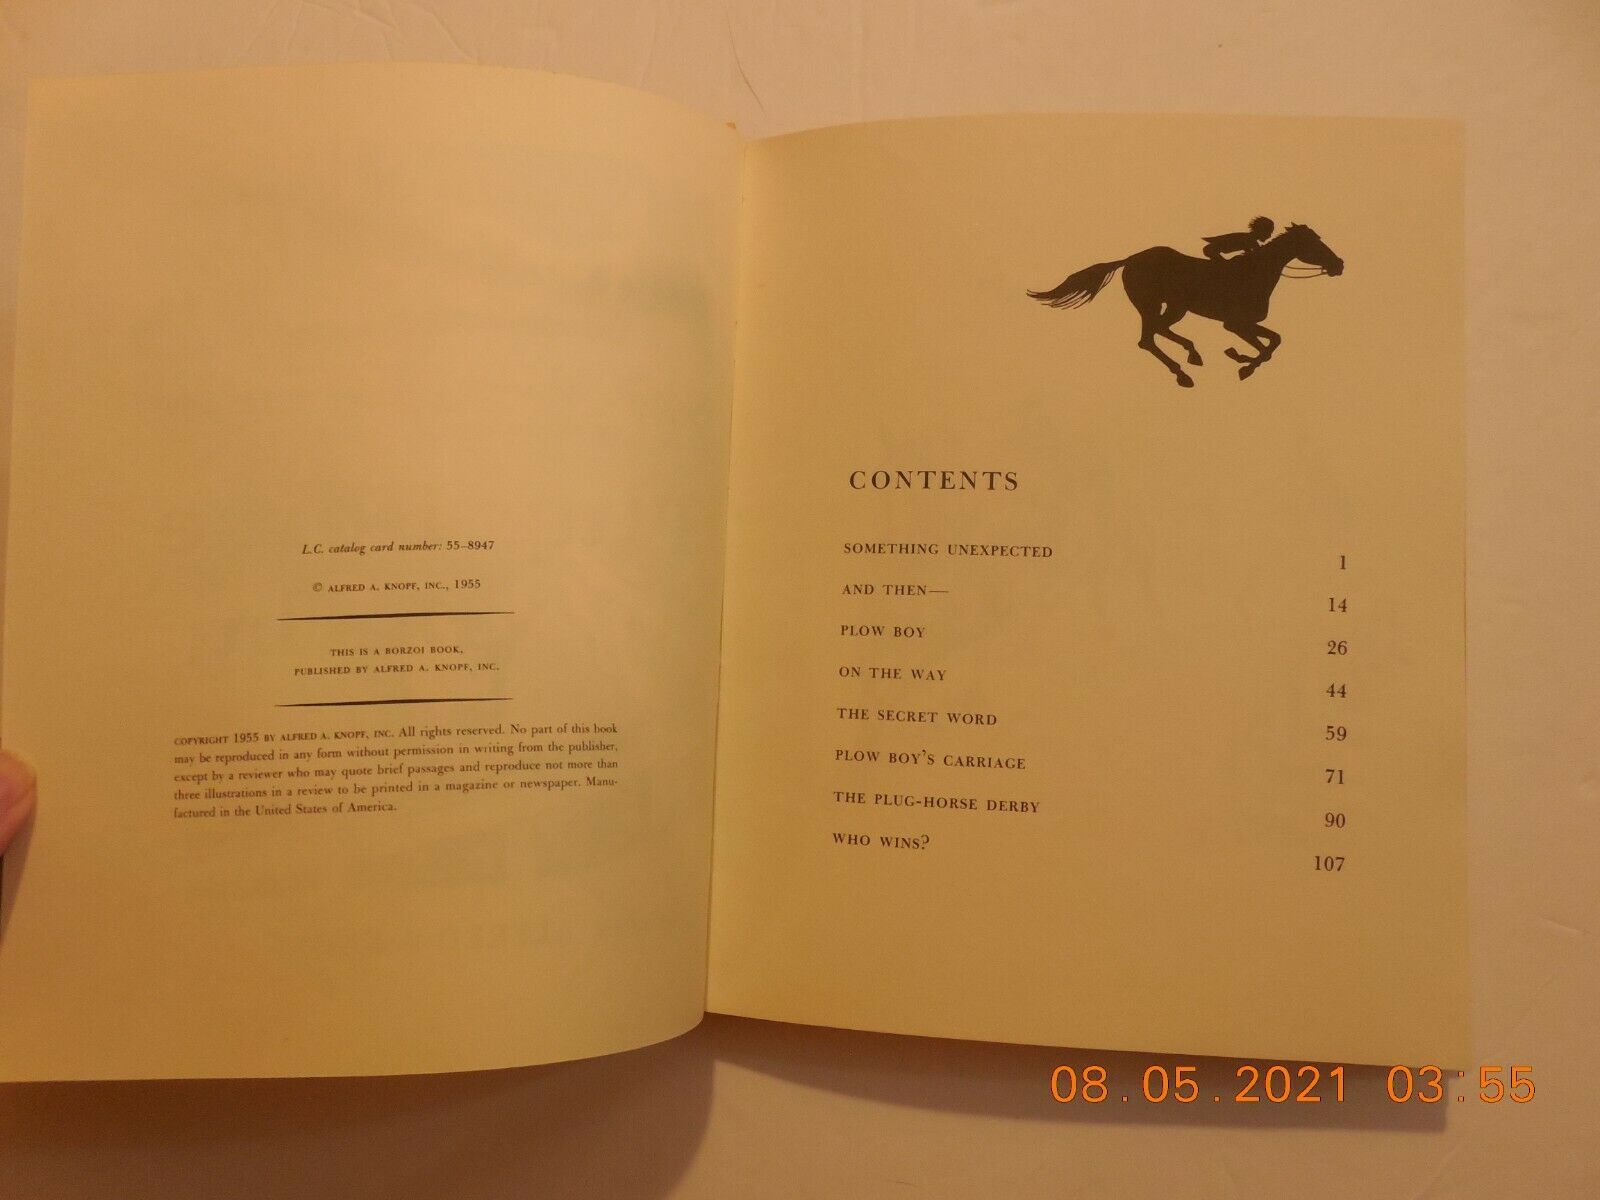 L.C. catalog card number: 55–8947
© ALFRED A. KNOPF, INC., 1955
THIS IS A BORZOI BOOK,
PUBLISHED BY ALFRED A. KNOPF, INC.
COPYRIGHT 1955 BY ALFRED A. KNOPF, INC. All rights reserved. No part of this book
may be reproduced in any form without permission in writing from the publisher,
except by a reviewer who may quote brief passages and reproduce not more than
three illustrations in a review to be printed in a magazine or newspaper. Manu-
factured in the United States of America.
CONTENTS
SOMETHING UNEXPECTED 1
AND THEN— 14
PLOW BOY 26
ON THE WAY 44
THE SECRET WORD 59
PLOW BOY'S CARRIAGE 71
THE PLUG-HORSE DERBY 90
WHO WINS? 107
08.05.2021 03:55